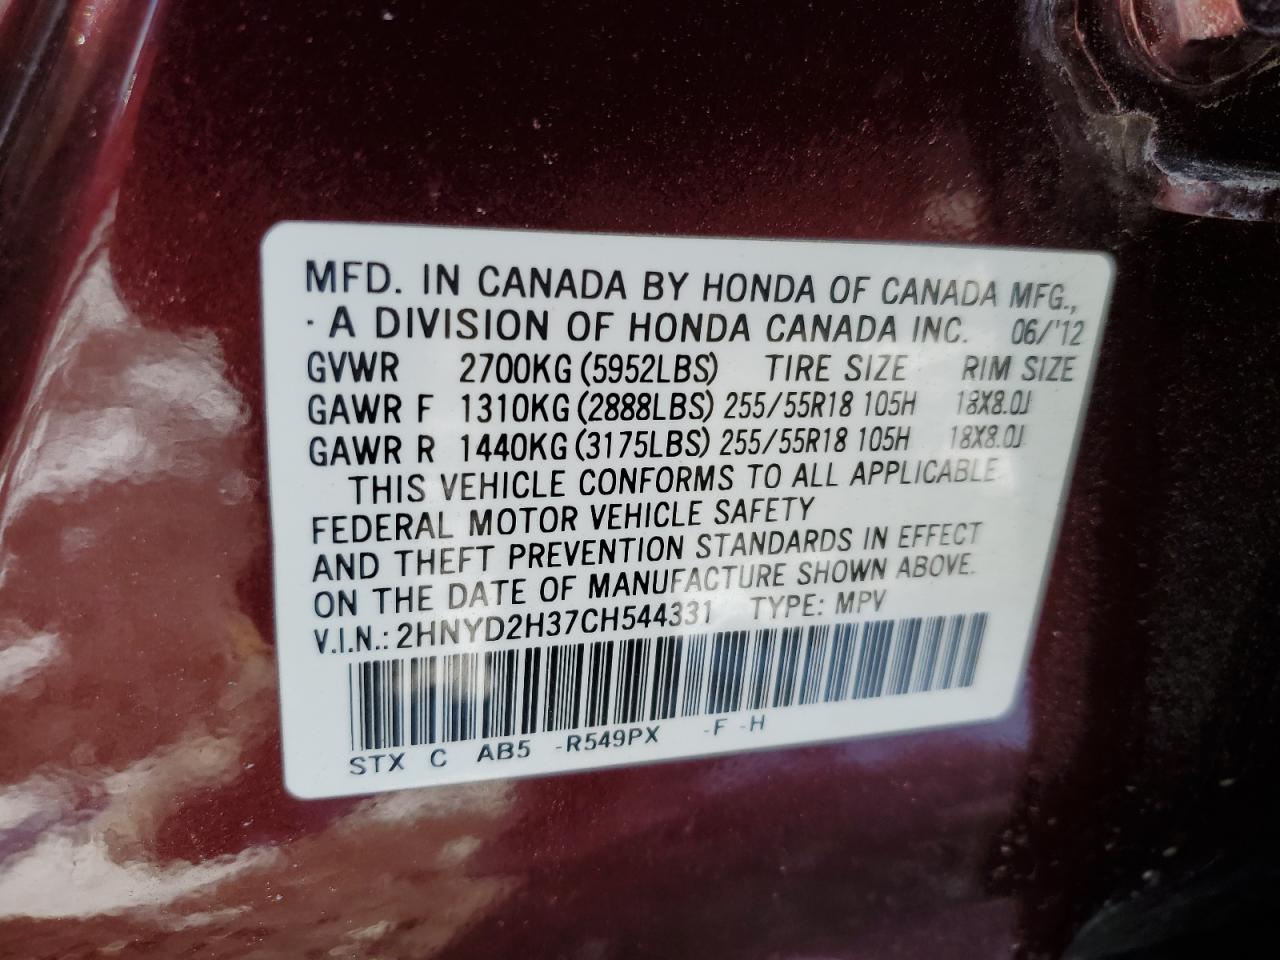 MFD. IN CANADA BY HONDA OF CANADA MFG.,
· A DIVISION OF HONDA CANADA INC. 06/'12
GVWR 2700KG (5952LBS) TIRE SIZE RIM SIZE
GAWR F 1310KG (2888LBS) 255/55R18 105H 18X8.0J
GAWR R 1440KG (3175LBS) 255/55R18 105H 18X8.0J
THIS VEHICLE CONFORMS TO ALL APPLICABLE
FEDERAL MOTOR VEHICLE SAFETY
AND THEFT PREVENTION STANDARDS IN EFFECT
ON THE DATE OF MANUFACTURE SHOWN ABOVE.
V.I.N.: 2HNYD2H37CH544331 TYPE: MPV
STX C AB5 -R549PX -F -H